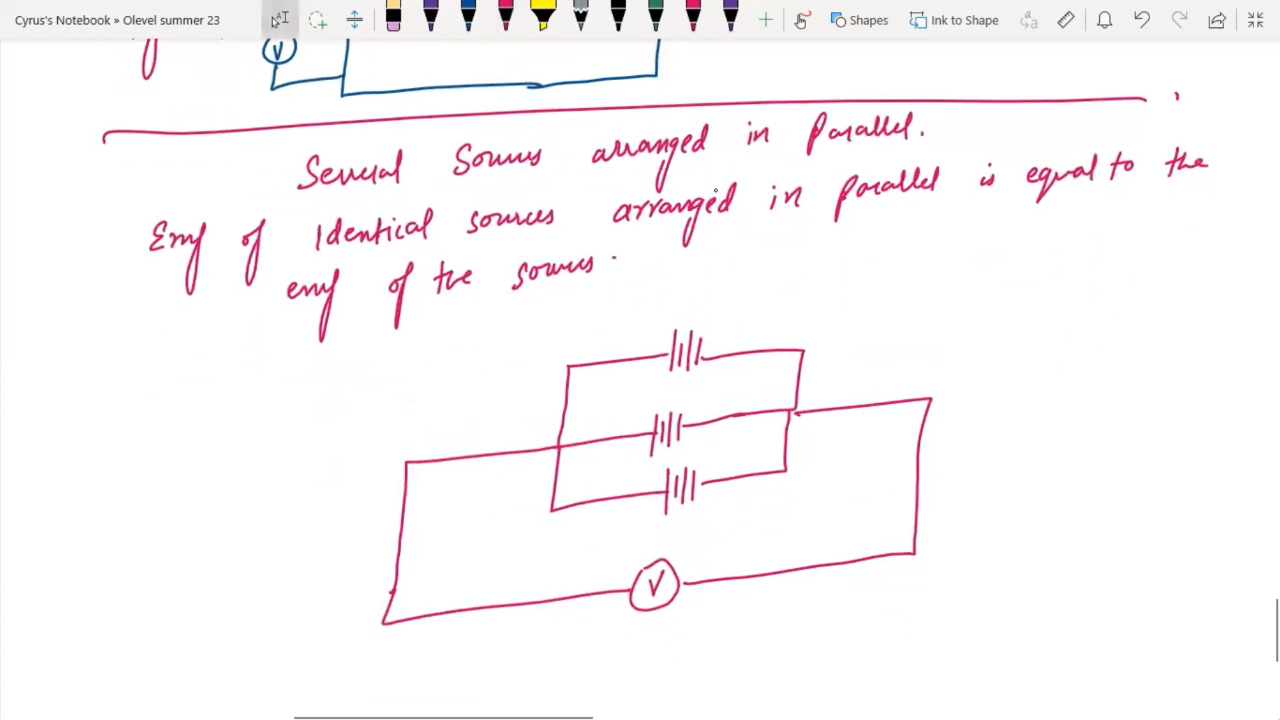 Cyrus's Notebook » Olevel summer 23
Shapes
Ink to Shape
V
Several Sources arranged in Parallel.
Emf of Identical sources arranged in parallel is equal to the
emf of the sources.
V